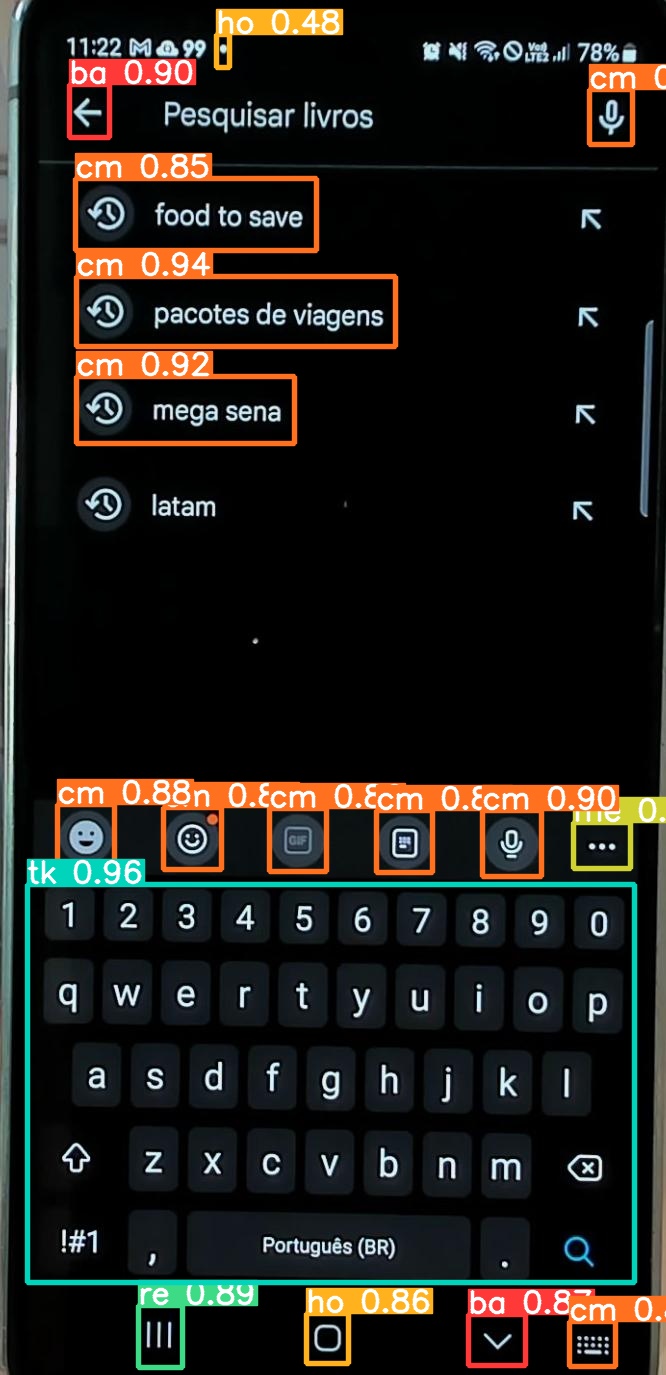 ho 0.48
11:22 M 99 • Vo) LTE2 78%
ba 0.90
cm 0
Pesquisar livros
cm 0.85
food to save
cm 0.94
pacotes de viagens
cm 0.92
mega sena
latam
cm 0.88 n 0.8 cm 0.8 cm 0.8 cm 0.90 me 0.
GIF
tk 0.96
1 2 3 4 5 6 7 8 9 0
q w e r t y u i o p
a s d f g h j k l
z x c v b n m
!#1 , Português (BR) .
re 0.89 ho 0.86 ba 0.87 cm 0.